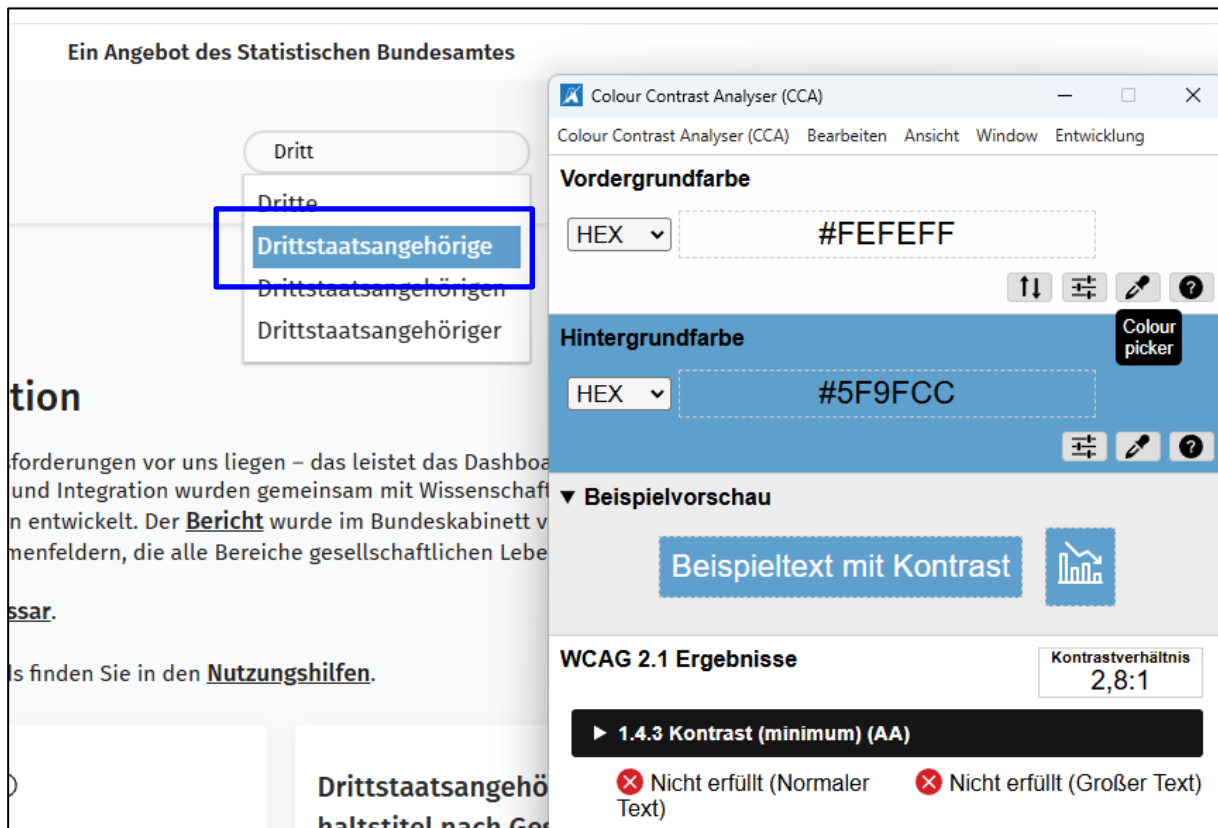 Ein Angebot des Statistischen Bundesamtes
Dritt
Dritte
Drittstaatsangehörige
Drittstaatsangehörigen
Drittstaatsangehöriger
tion
sforderungen vor uns liegen – das leistet das Dashboa
und Integration wurden gemeinsam mit Wissenschaft
n entwickelt. Der Bericht wurde im Bundeskabinett v
menfeldern, die alle Bereiche gesellschaftlichen Lebe
ssar.
ls finden Sie in den Nutzungshilfen.
Drittstaatsangehö
haltstitel nach Ges
Colour Contrast Analyser (CCA)
Colour Contrast Analyser (CCA) Bearbeiten Ansicht Window Entwicklung
Vordergrundfarbe
HEX #FEFEFF
Colour
picker
Hintergrundfarbe
HEX #5F9FCC
Beispielvorschau
Beispieltext mit Kontrast
WCAG 2.1 Ergebnisse
Kontrastverhältnis
2,8:1
1.4.3 Kontrast (minimum) (AA)
Nicht erfüllt (Normaler
Text)
Nicht erfüllt (Großer Text)